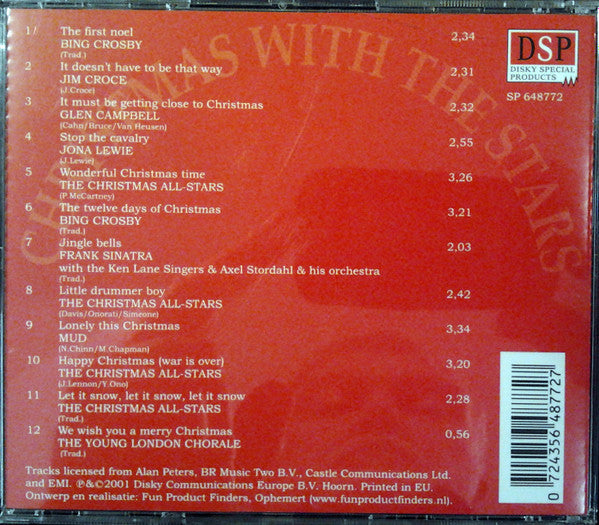 CHRISTMAS WITH THE STARS
1/ The first noel 2,34
BING CROSBY
(Trad.)
2 It doesn't have to be that way 2,31
JIM CROCE
(J.Croce)
3 It must be getting close to Christmas 2,32
GLEN CAMPBELL
(Cahn/Bruce/Van Heusen)
4 Stop the cavalry 2,55
JONA LEWIE
(J.Lewie)
5 Wonderful Christmas time 3,26
THE CHRISTMAS ALL-STARS
(P.McCartney)
6 The twelve days of Christmas 3,21
BING CROSBY
(Trad.)
7 Jingle bells 2,03
FRANK SINATRA
with the Ken Lane Singers & Axel Stordahl & his orchestra
(Trad.)
8 Little drummer boy 2,42
THE CHRISTMAS ALL-STARS
(Davis/Onorati/Simeone)
9 Lonely this Christmas 3,34
MUD
(N.Chinn/M.Chapman)
10 Happy Christmas (war is over) 3,20
THE CHRISTMAS ALL-STARS
(J.Lennon/Y.Ono)
11 Let it snow, let it snow, let it snow 2,28
THE CHRISTMAS ALL-STARS
(Trad.)
12 We wish you a merry Christmas 0,56
THE YOUNG LONDON CHORALE
(Trad.)
DSP
DISKY SPECIAL
PRODUCTS
SP 648772
0 724356 487727
Tracks licensed from Alan Peters, BR Music Two B.V., Castle Communications Ltd.
and EMI. ℗&©2001 Disky Communications Europe B.V. Hoorn. Printed in EU.
Ontwerp en realisatie: Fun Product Finders, Ophemert (www.funproductfinders.nl).